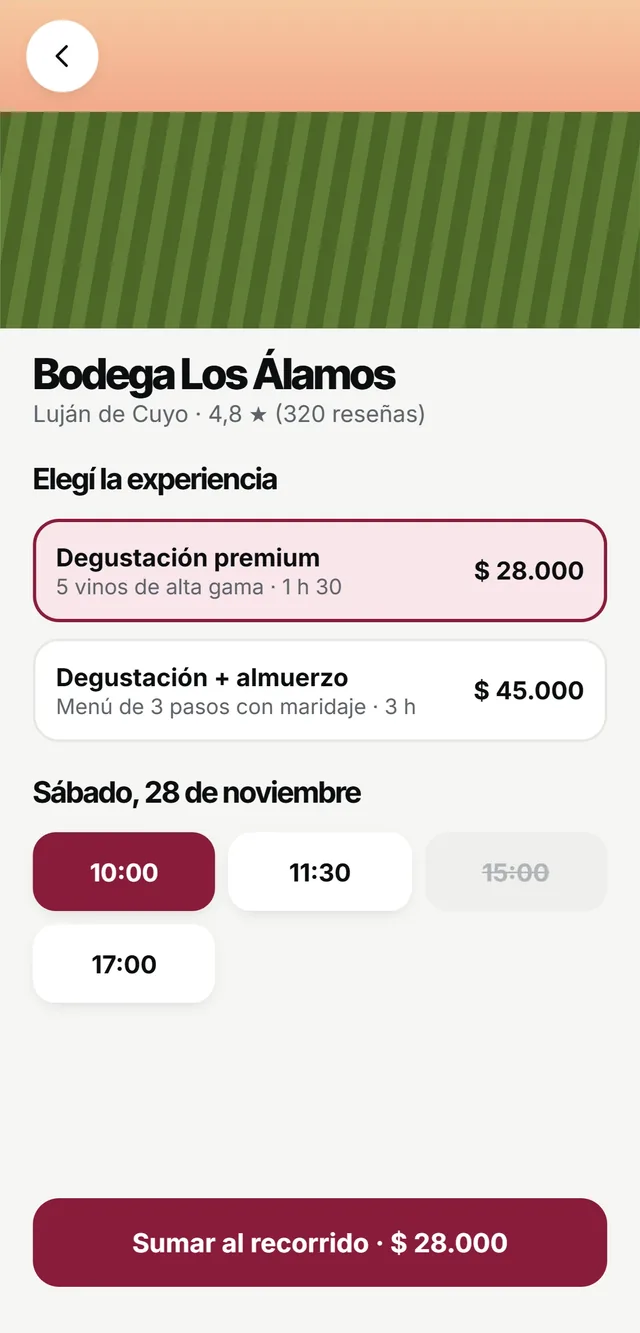 Bodega Los Álamos
Luján de Cuyo · 4,8 ★ (320 reseñas)
Elegí la experiencia
Degustación premium
5 vinos de alta gama · 1 h 30
$ 28.000
Degustación + almuerzo
Menú de 3 pasos con maridaje · 3 h
$ 45.000
Sábado, 28 de noviembre
10:00
11:30
15:00
17:00
Sumar al recorrido · $ 28.000